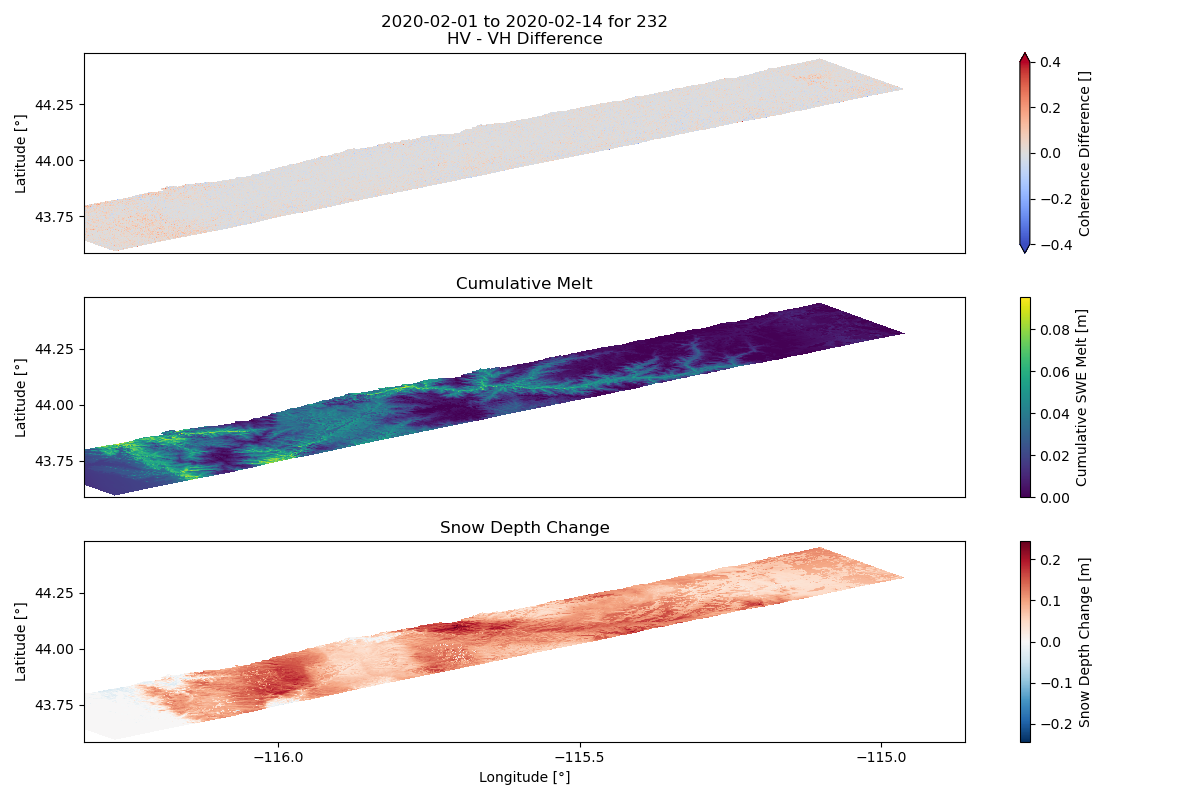 2020-02-01 to 2020-02-14 for 232
HV - VH Difference
44.25
44.00
43.75
Latitude [°]
0.4
0.2
0.0
−0.2
−0.4
Coherence Difference []
Cumulative Melt
44.25
44.00
43.75
Latitude [°]
0.08
0.06
0.04
0.02
0.00
Cumulative SWE Melt [m]
Snow Depth Change
44.25
44.00
43.75
Latitude [°]
0.2
0.1
0.0
−0.1
−0.2
Snow Depth Change [m]
−116.0 −115.5 −115.0
Longitude [°]